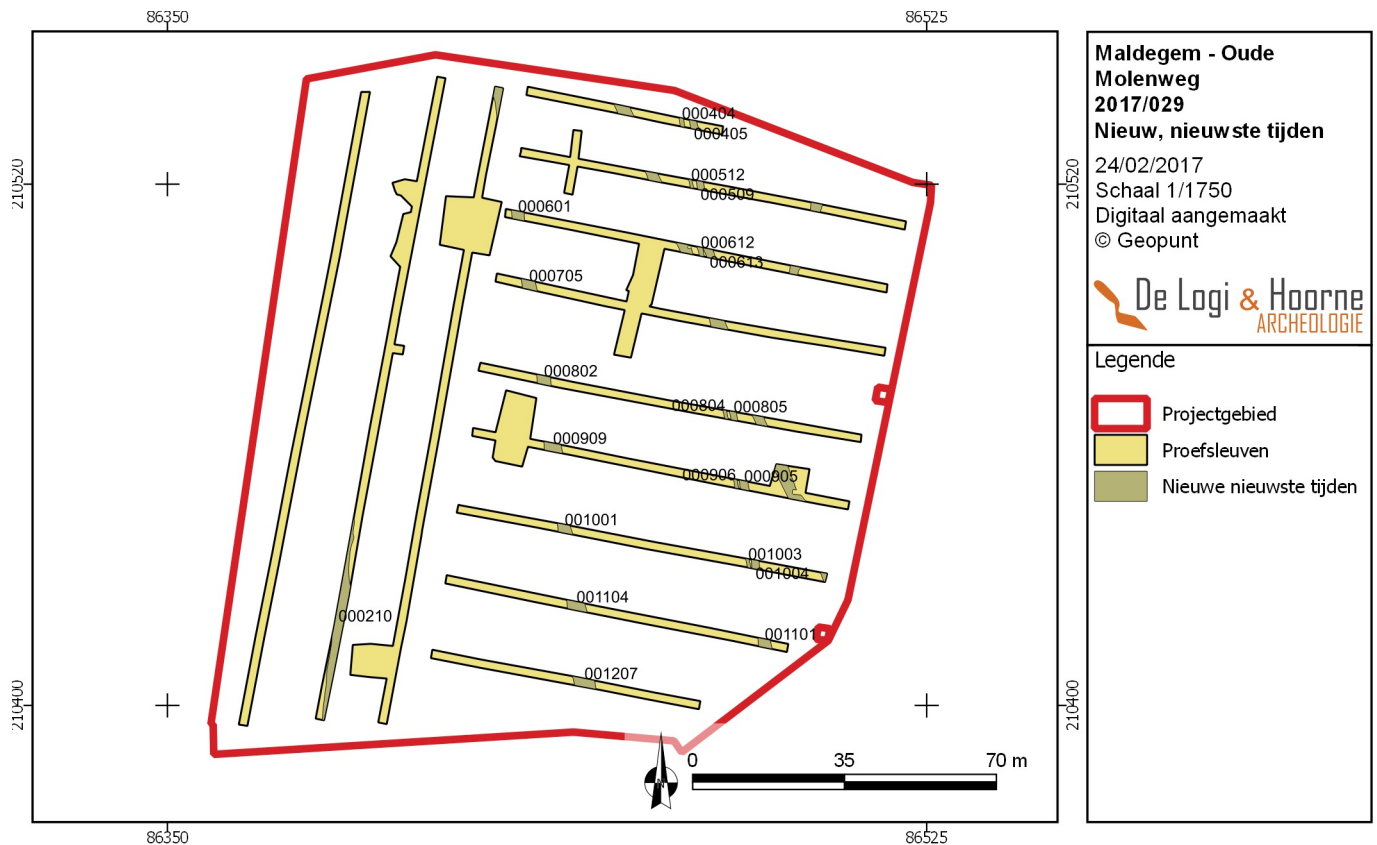 86350
86525
210520
210520
210400
210400
86350
86525
000404
000405
000512
000509
000601
000612
000613
000705
000802
000804
000805
000909
000906
000905
001001
001003
001004
001104
001101
000210
001207
N
0
35
70 m
Maldegem - Oude
Molenweg
2017/029
Nieuw, nieuwste tijden
24/02/2017
Schaal 1/1750
Digitaal aangemaakt
© Geopunt
De Logi & Hoorne
ARCHEOLOGIE
Legende
Projectgebied
Proefsleuven
Nieuwe nieuwste tijden